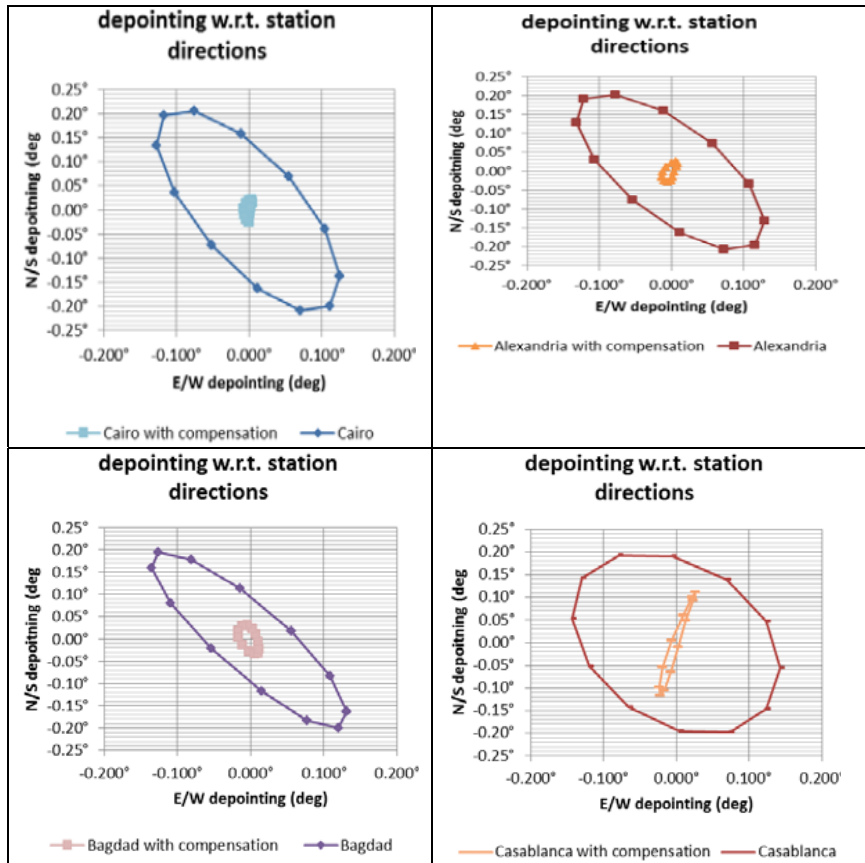 depointing w.r.t. station
directions
0.25°
0.20°
0.15°
0.10°
0.05°
0.00°
-0.05°
-0.10°
-0.15°
-0.20°
-0.25°
N/S depoitning (deg
-0.200° -0.100° 0.000° 0.100° 0.200°
E/W depointing (deg)
Cairo with compensation Cairo
depointing w.r.t. station
directions
0.25°
0.20°
0.15°
0.10°
0.05°
0.00°
-0.05°
-0.10°
-0.15°
-0.20°
-0.25°
N/S depoitning (deg
-0.200° -0.100° 0.000° 0.100° 0.200°
E/W depointing (deg)
Alexandria with compensation Alexandria
depointing w.r.t. station
directions
0.25°
0.20°
0.15°
0.10°
0.05°
0.00°
-0.05°
-0.10°
-0.15°
-0.20°
-0.25°
N/S depoitning (deg
-0.200° -0.100° 0.000° 0.100° 0.200°
E/W depointing (deg)
Bagdad with compensation Bagdad
depointing w.r.t. station
directions
0.25°
0.20°
0.15°
0.10°
0.05°
0.00°
-0.05°
-0.10°
-0.15°
-0.20°
-0.25°
N/S depoitning (deg
-0.200° -0.100° 0.000° 0.100° 0.200°
E/W depointing (deg)
Casablanca with compensation Casablanca